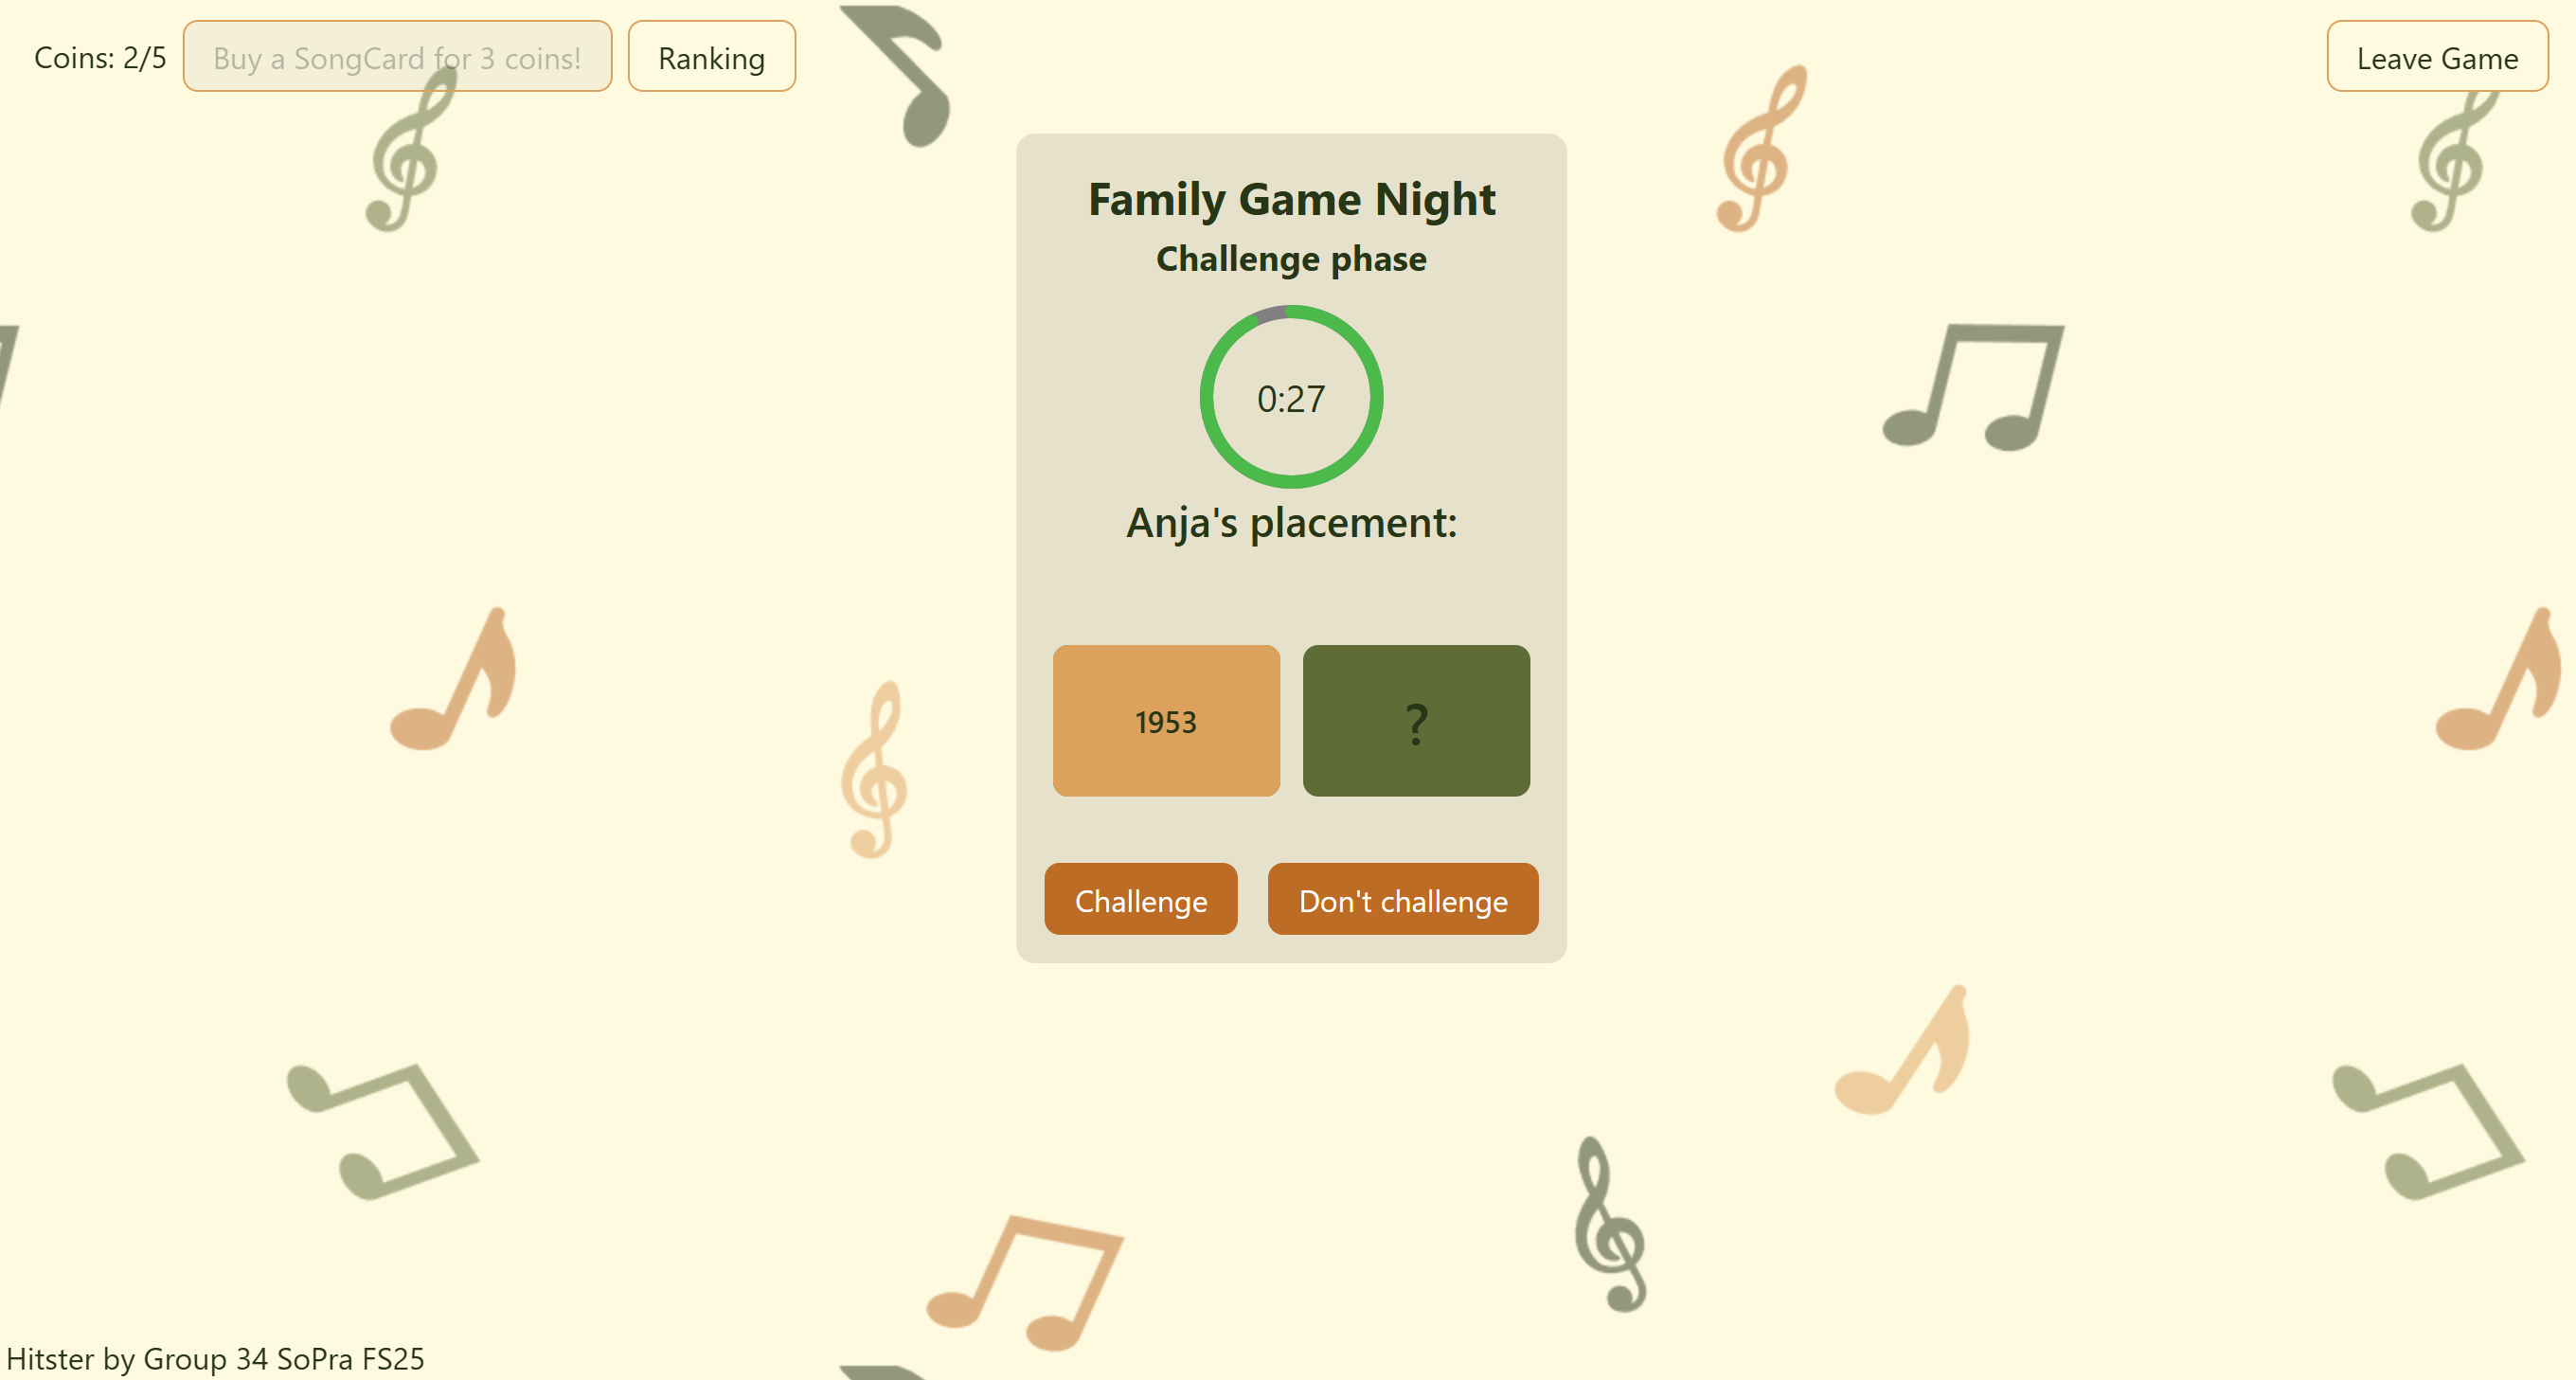 Coins: 2/5
Buy a SongCard for 3 coins!
Ranking
Leave Game
Family Game Night
Challenge phase
0:27
Anja's placement:
1953
?
Challenge
Don't challenge
Hitster by Group 34 SoPra FS25